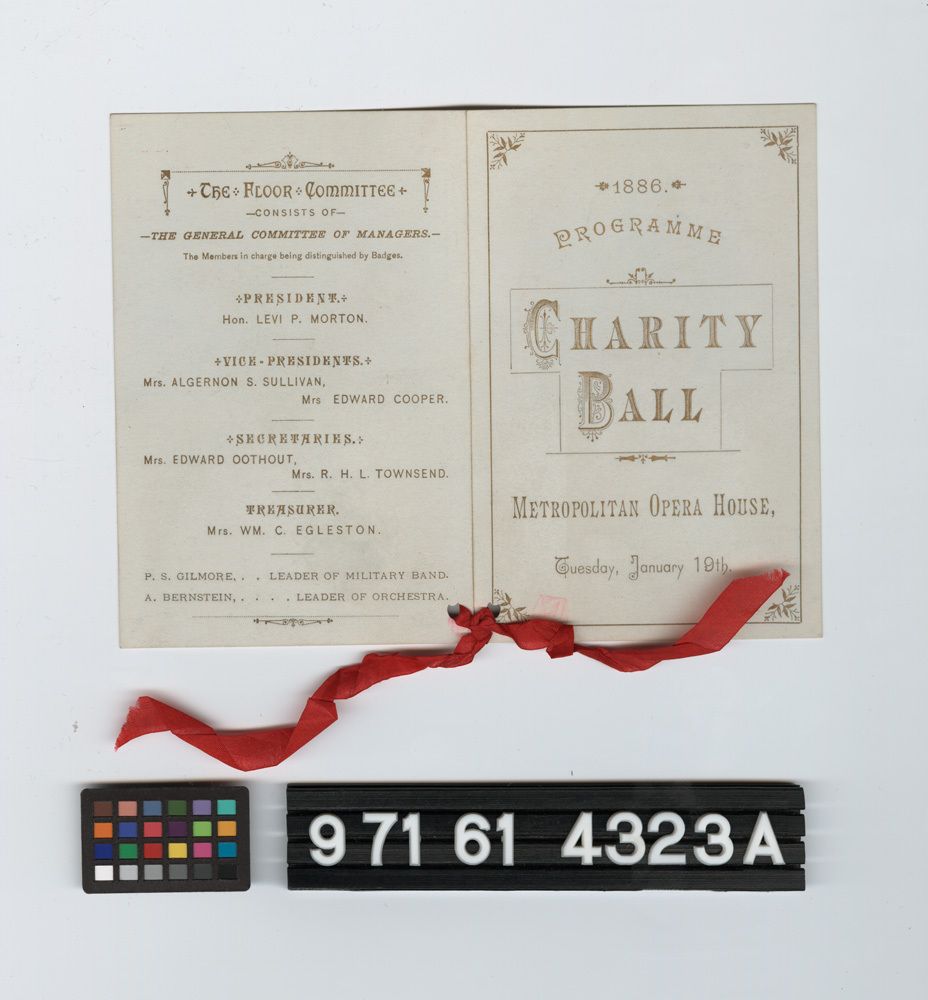 The Floor Committee
—CONSISTS OF—
—THE GENERAL COMMITTEE OF MANAGERS.—
The Members in charge being distinguished by Badges.
PRESIDENT.
Hon. LEVI P. MORTON.
VICE-PRESIDENTS.
Mrs. ALGERNON S. SULLIVAN,
Mrs EDWARD COOPER.
SECRETARIES.
Mrs. EDWARD OOTHOUT,
Mrs. R. H. L. TOWNSEND.
TREASURER.
Mrs. WM. C. EGLESTON.
P. S. GILMORE, . . LEADER OF MILITARY BAND.
A. BERNSTEIN, . . . . LEADER OF ORCHESTRA.
1886.
PROGRAMME
CHARITY
BALL
METROPOLITAN OPERA HOUSE,
Tuesday, January 19th.
971 61 4323A